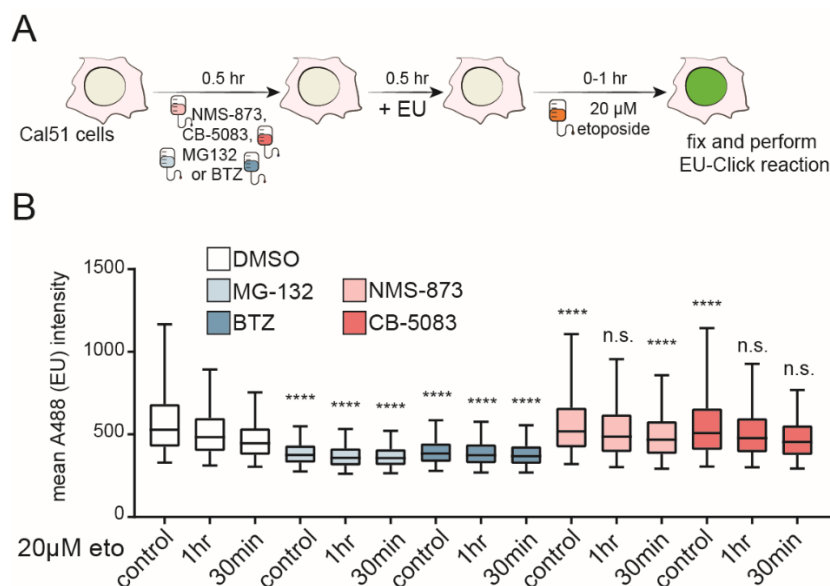 A
0.5 hr
0.5 hr
0-1 hr
NMS-873,
CB-5083,
MG132
or BTZ
+ EU
20 µM
etoposide
Cal51 cells
fix and perform
EU-Click reaction
B
DMSO
MG-132
NMS-873
BTZ
CB-5083
mean A488 (EU) intensity
1500
1000
500
0
**** **** **** **** **** **** **** n.s. **** **** n.s. n.s.
20µM eto
control 1hr 30min control 1hr 30min control 1hr 30min control 1hr 30min control 1hr 30min